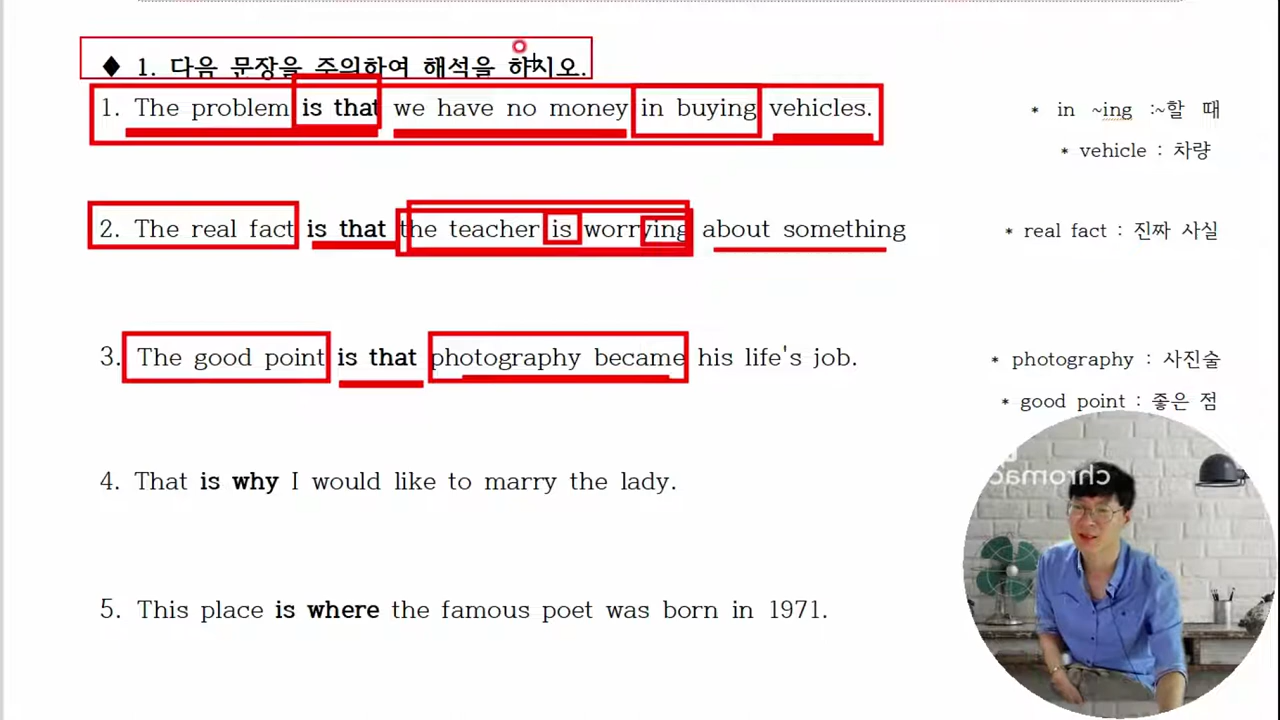 ◆ 1. 다음 문장을 주의하여 해석을 하시오.
1. The problem is that we have no money in buying vehicles.
* in ~ing :~할 때
* vehicle : 차량
2. The real fact is that the teacher is worrying about something
* real fact : 진짜 사실
3. The good point is that photography became his life's job.
* photography : 사진술
* good point : 좋은 점
4. That is why I would like to marry the lady.
5. This place is where the famous poet was born in 1971.